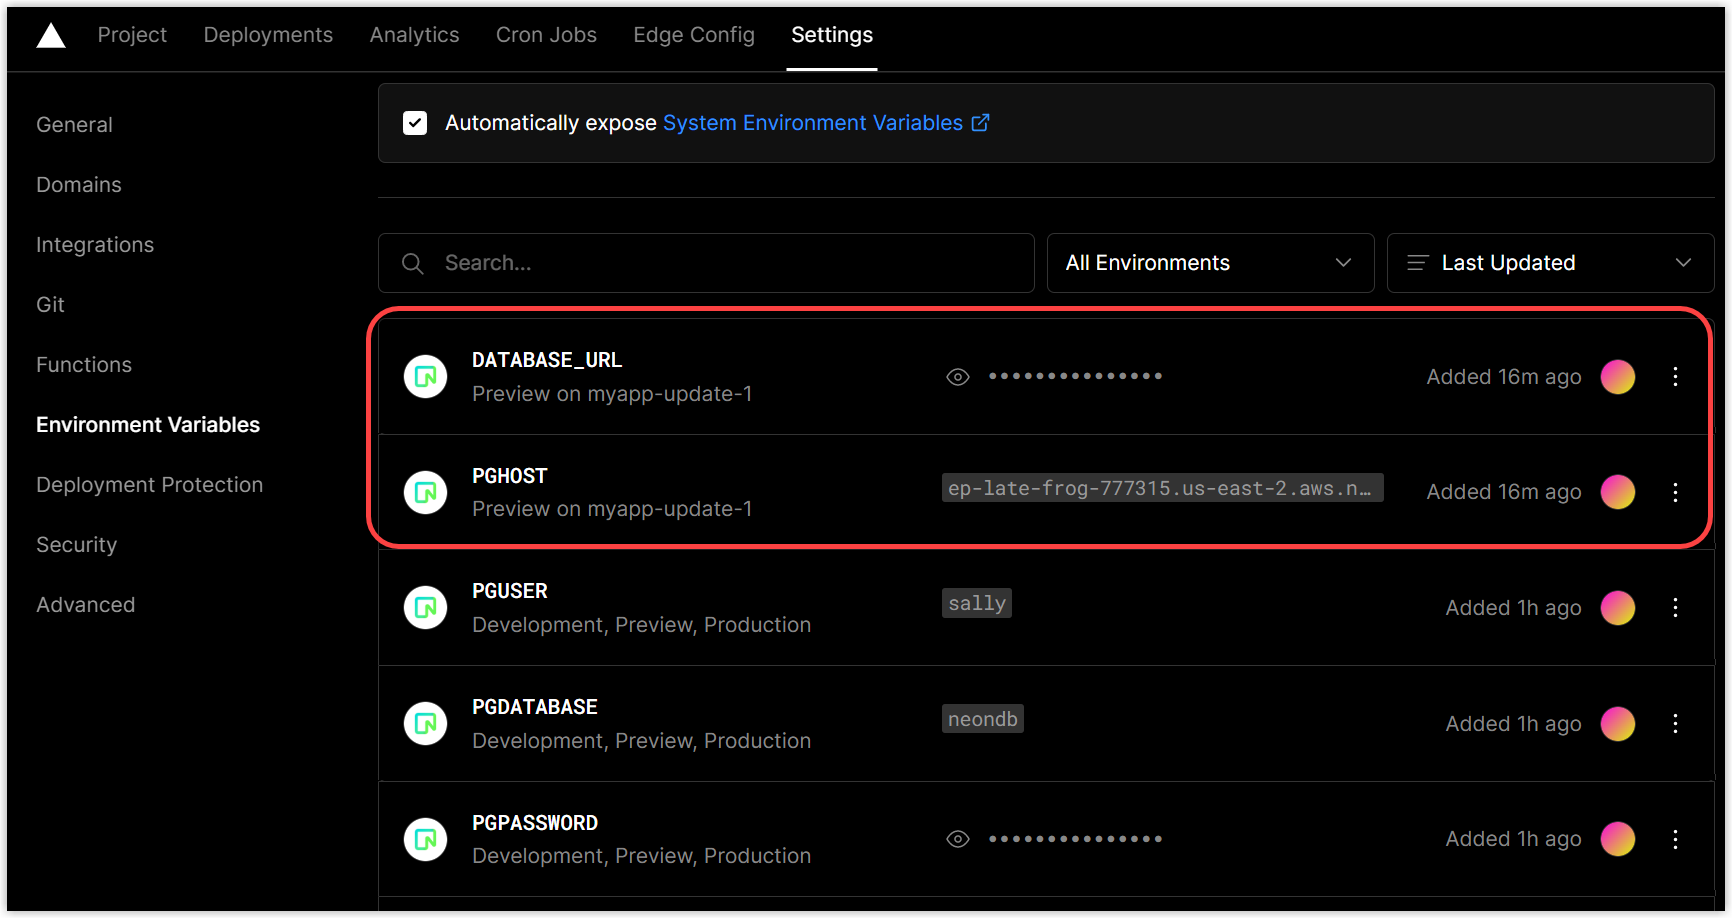 Project Deployments Analytics Cron Jobs Edge Config Settings
General
Domains
Integrations
Git
Functions
Environment Variables
Deployment Protection
Security
Advanced
Automatically expose System Environment Variables
Search...
All Environments
Last Updated
DATABASE_URL
Preview on myapp-update-1
•••••••••••••••
Added 16m ago
PGHOST
Preview on myapp-update-1
ep-late-frog-777315.us-east-2.aws.n…
Added 16m ago
PGUSER
Development, Preview, Production
sally
Added 1h ago
PGDATABASE
Development, Preview, Production
neondb
Added 1h ago
PGPASSWORD
Development, Preview, Production
•••••••••••••••
Added 1h ago